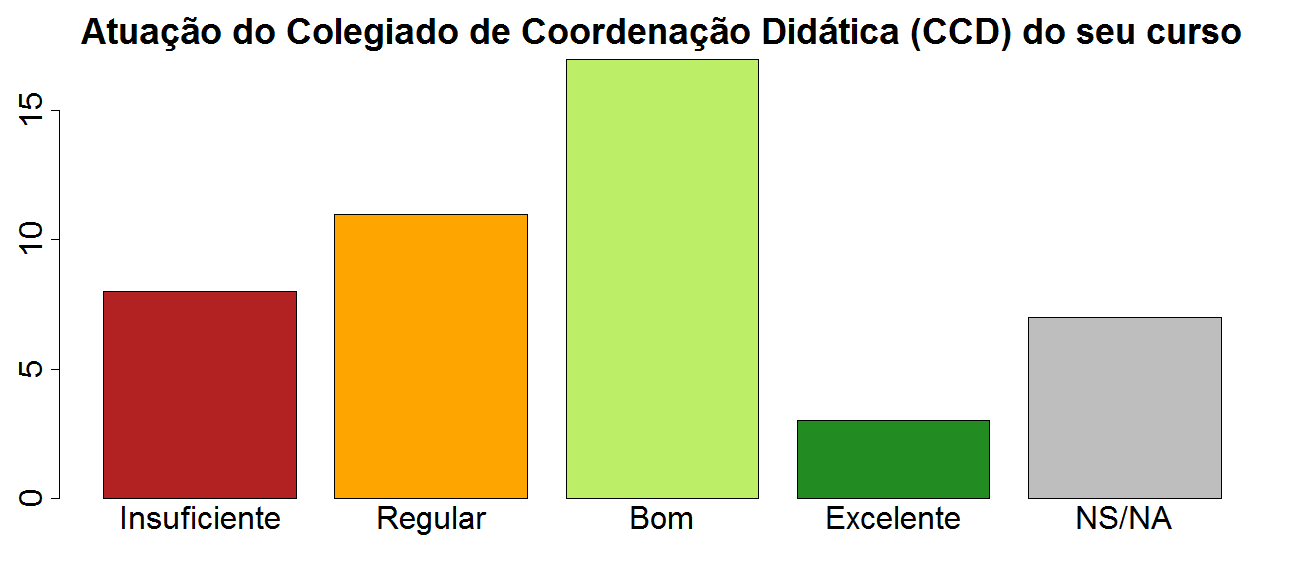 Atuação do Colegiado de Coordenação Didática (CCD) do seu curso
15
10
5
0
Insuficiente Regular Bom Excelente NS/NA